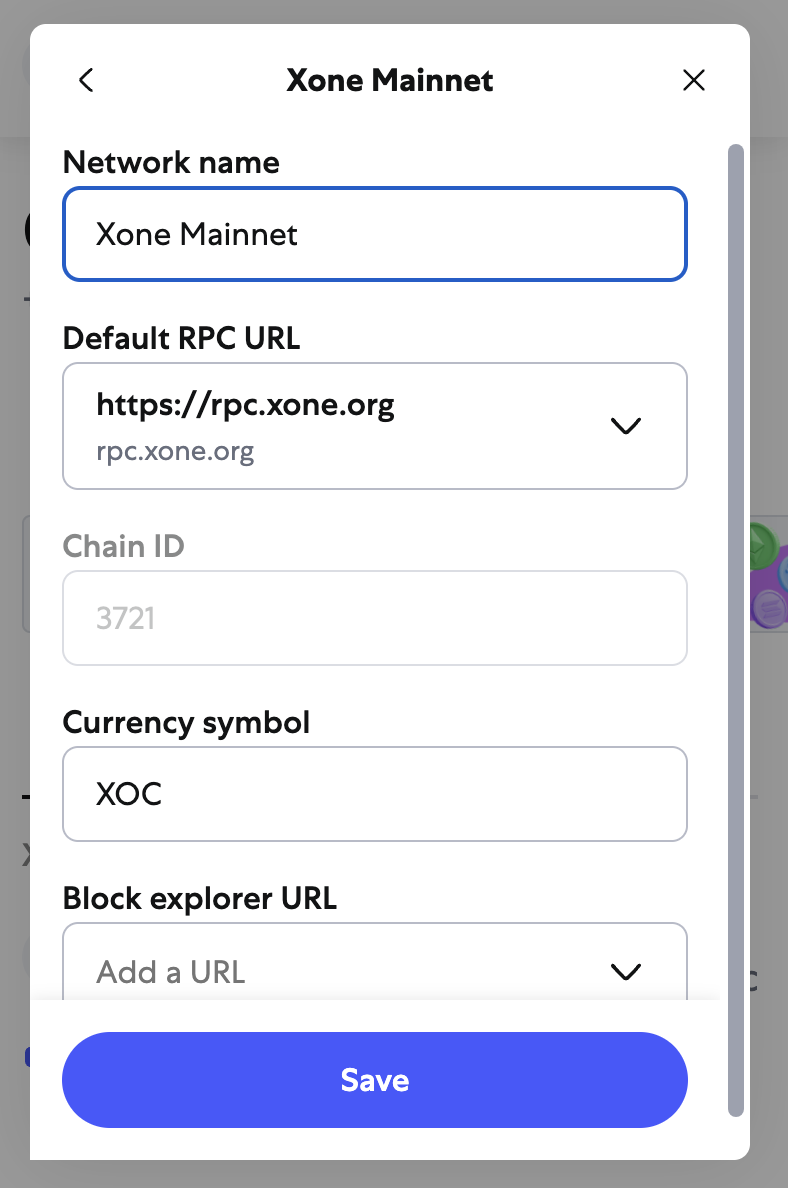 Xone Mainnet
Network name
Xone Mainnet
Default RPC URL
https://rpc.xone.org
rpc.xone.org
Chain ID
3721
Currency symbol
XOC
Block explorer URL
Add a URL
Save